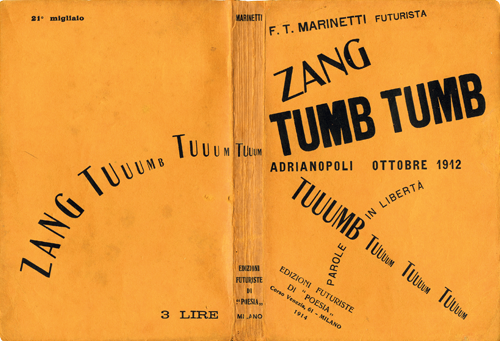 21° migliaio
ZANG TUUUMB TUUUM
3 LIRE
MARINETTI
TUUUM
EDIZIONI
FUTURISTE
DI
"POESIA"
MILANO
F. T. MARINETTI FUTURISTA
ZANG
TUMB TUMB
ADRIANOPOLI OTTOBRE 1912
TUUUMB TUUUUM TUUUUM TUUUUM
PAROLE IN LIBERTÀ
EDIZIONI FUTURISTE
DI "POESIA"
Corso Venezia, 61 - MILANO
1914